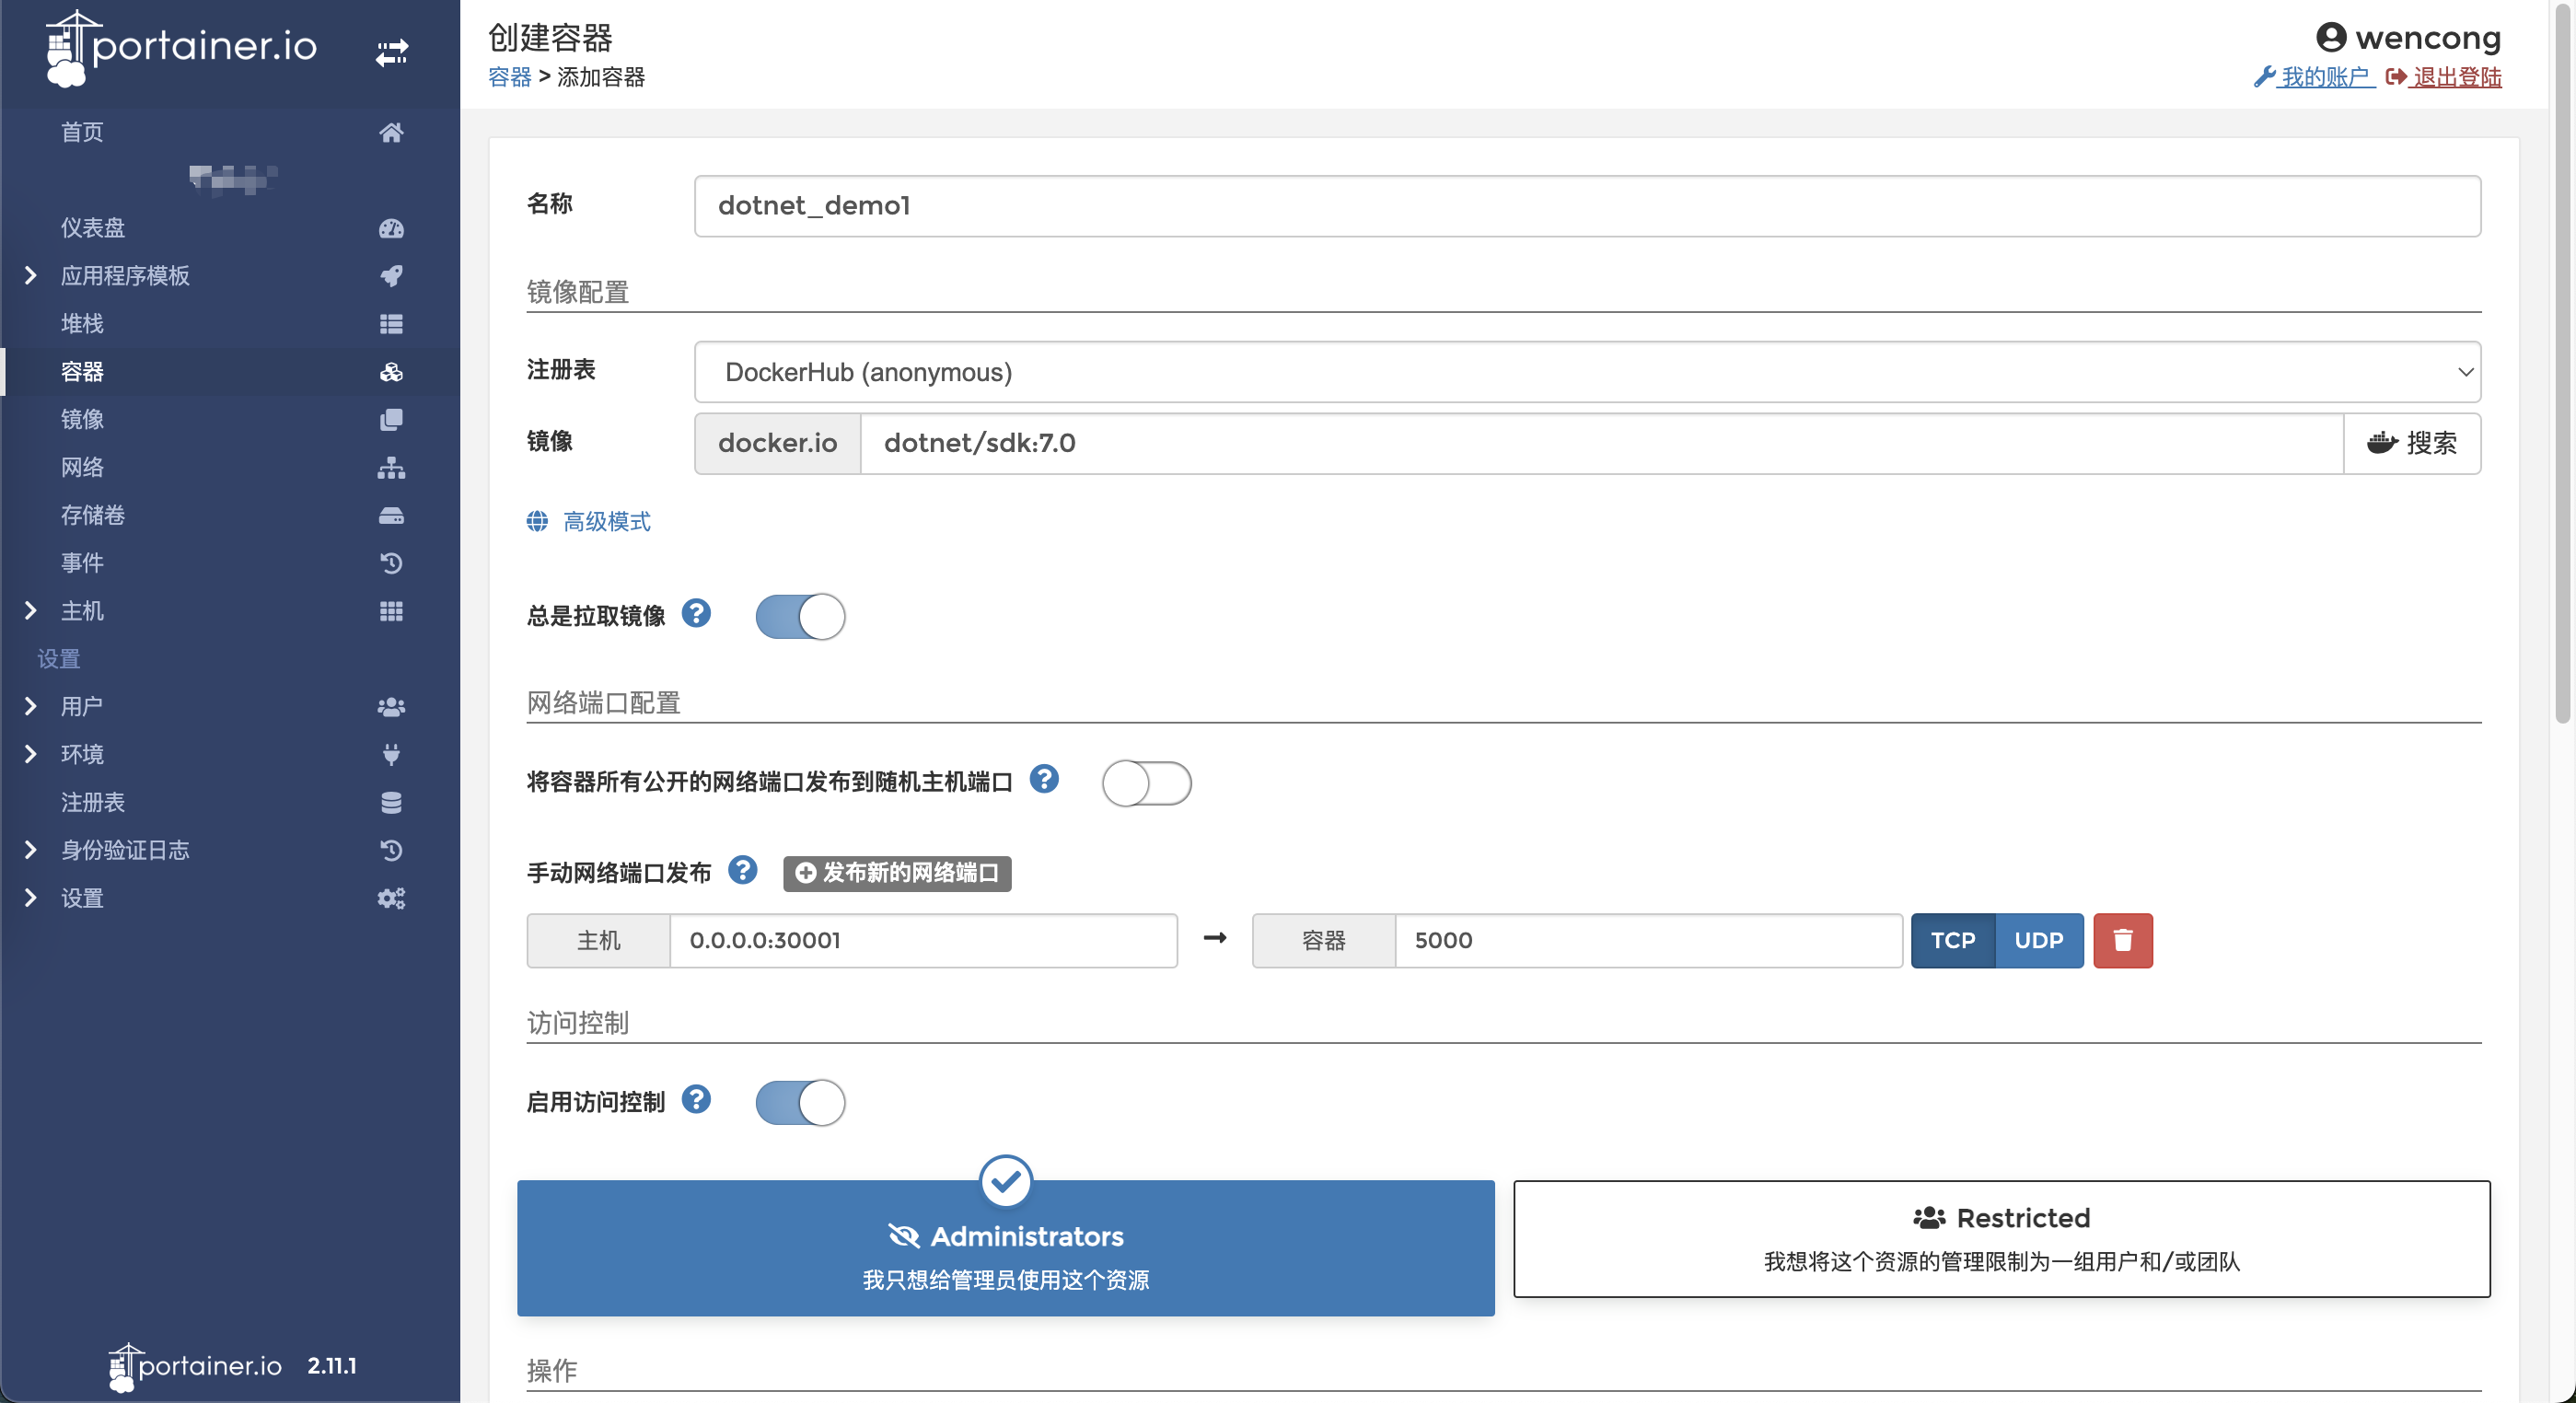 portainer.io
首页
仪表盘
应用程序模板
堆栈
容器
镜像
网络
存储卷
事件
主机
设置
用户
环境
注册表
身份验证日志
设置
portainer.io 2.11.1
创建容器
容器 > 添加容器
wencong
我的账户 退出登陆
名称 dotnet_demo1
镜像配置
注册表 DockerHub (anonymous)
镜像 docker.io dotnet/sdk:7.0 搜索
高级模式
总是拉取镜像
网络端口配置
将容器所有公开的网络端口发布到随机主机端口
手动网络端口发布 发布新的网络端口
主机 0.0.0.0:30001 → 容器 5000 TCP UDP
访问控制
启用访问控制
Administrators
我只想给管理员使用这个资源
Restricted
我想将这个资源的管理限制为一组用户和/或团队
操作